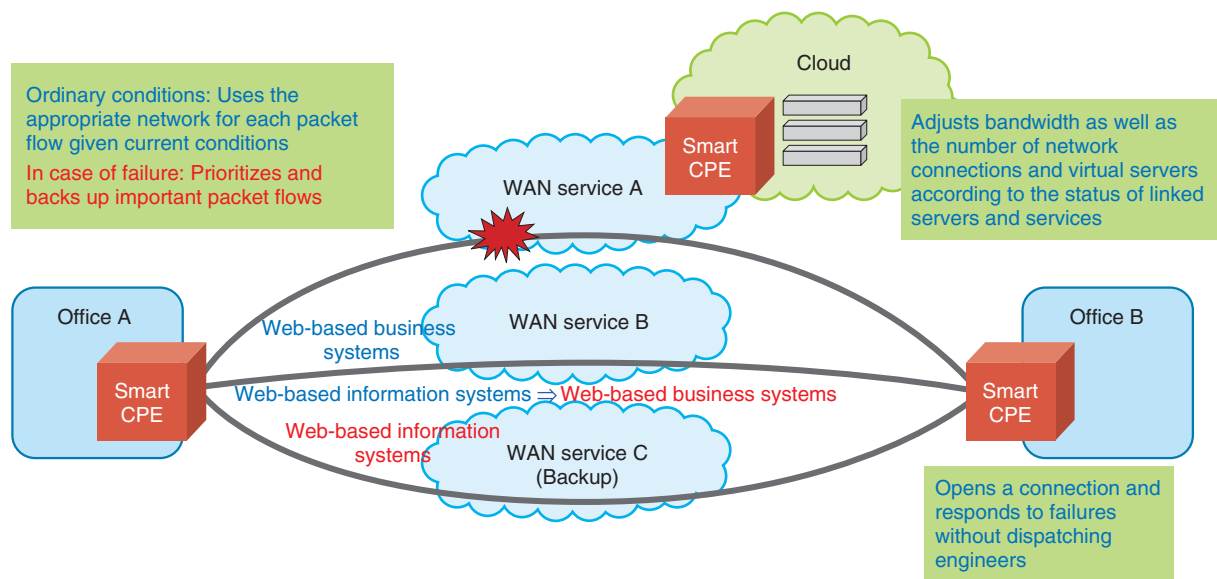 Ordinary conditions: Uses the
appropriate network for each packet
flow given current conditions
In case of failure: Prioritizes and
backs up important packet flows
Cloud
Smart
CPE
Adjusts bandwidth as well as
the number of network
connections and virtual servers
according to the status of linked
servers and services
WAN service A
Office A
Smart
CPE
Web-based business
systems
WAN service B
Web-based information systems ⇒ Web-based business systems
Web-based information
systems
WAN service C
(Backup)
Office B
Smart
CPE
Opens a connection and
responds to failures
without dispatching
engineers